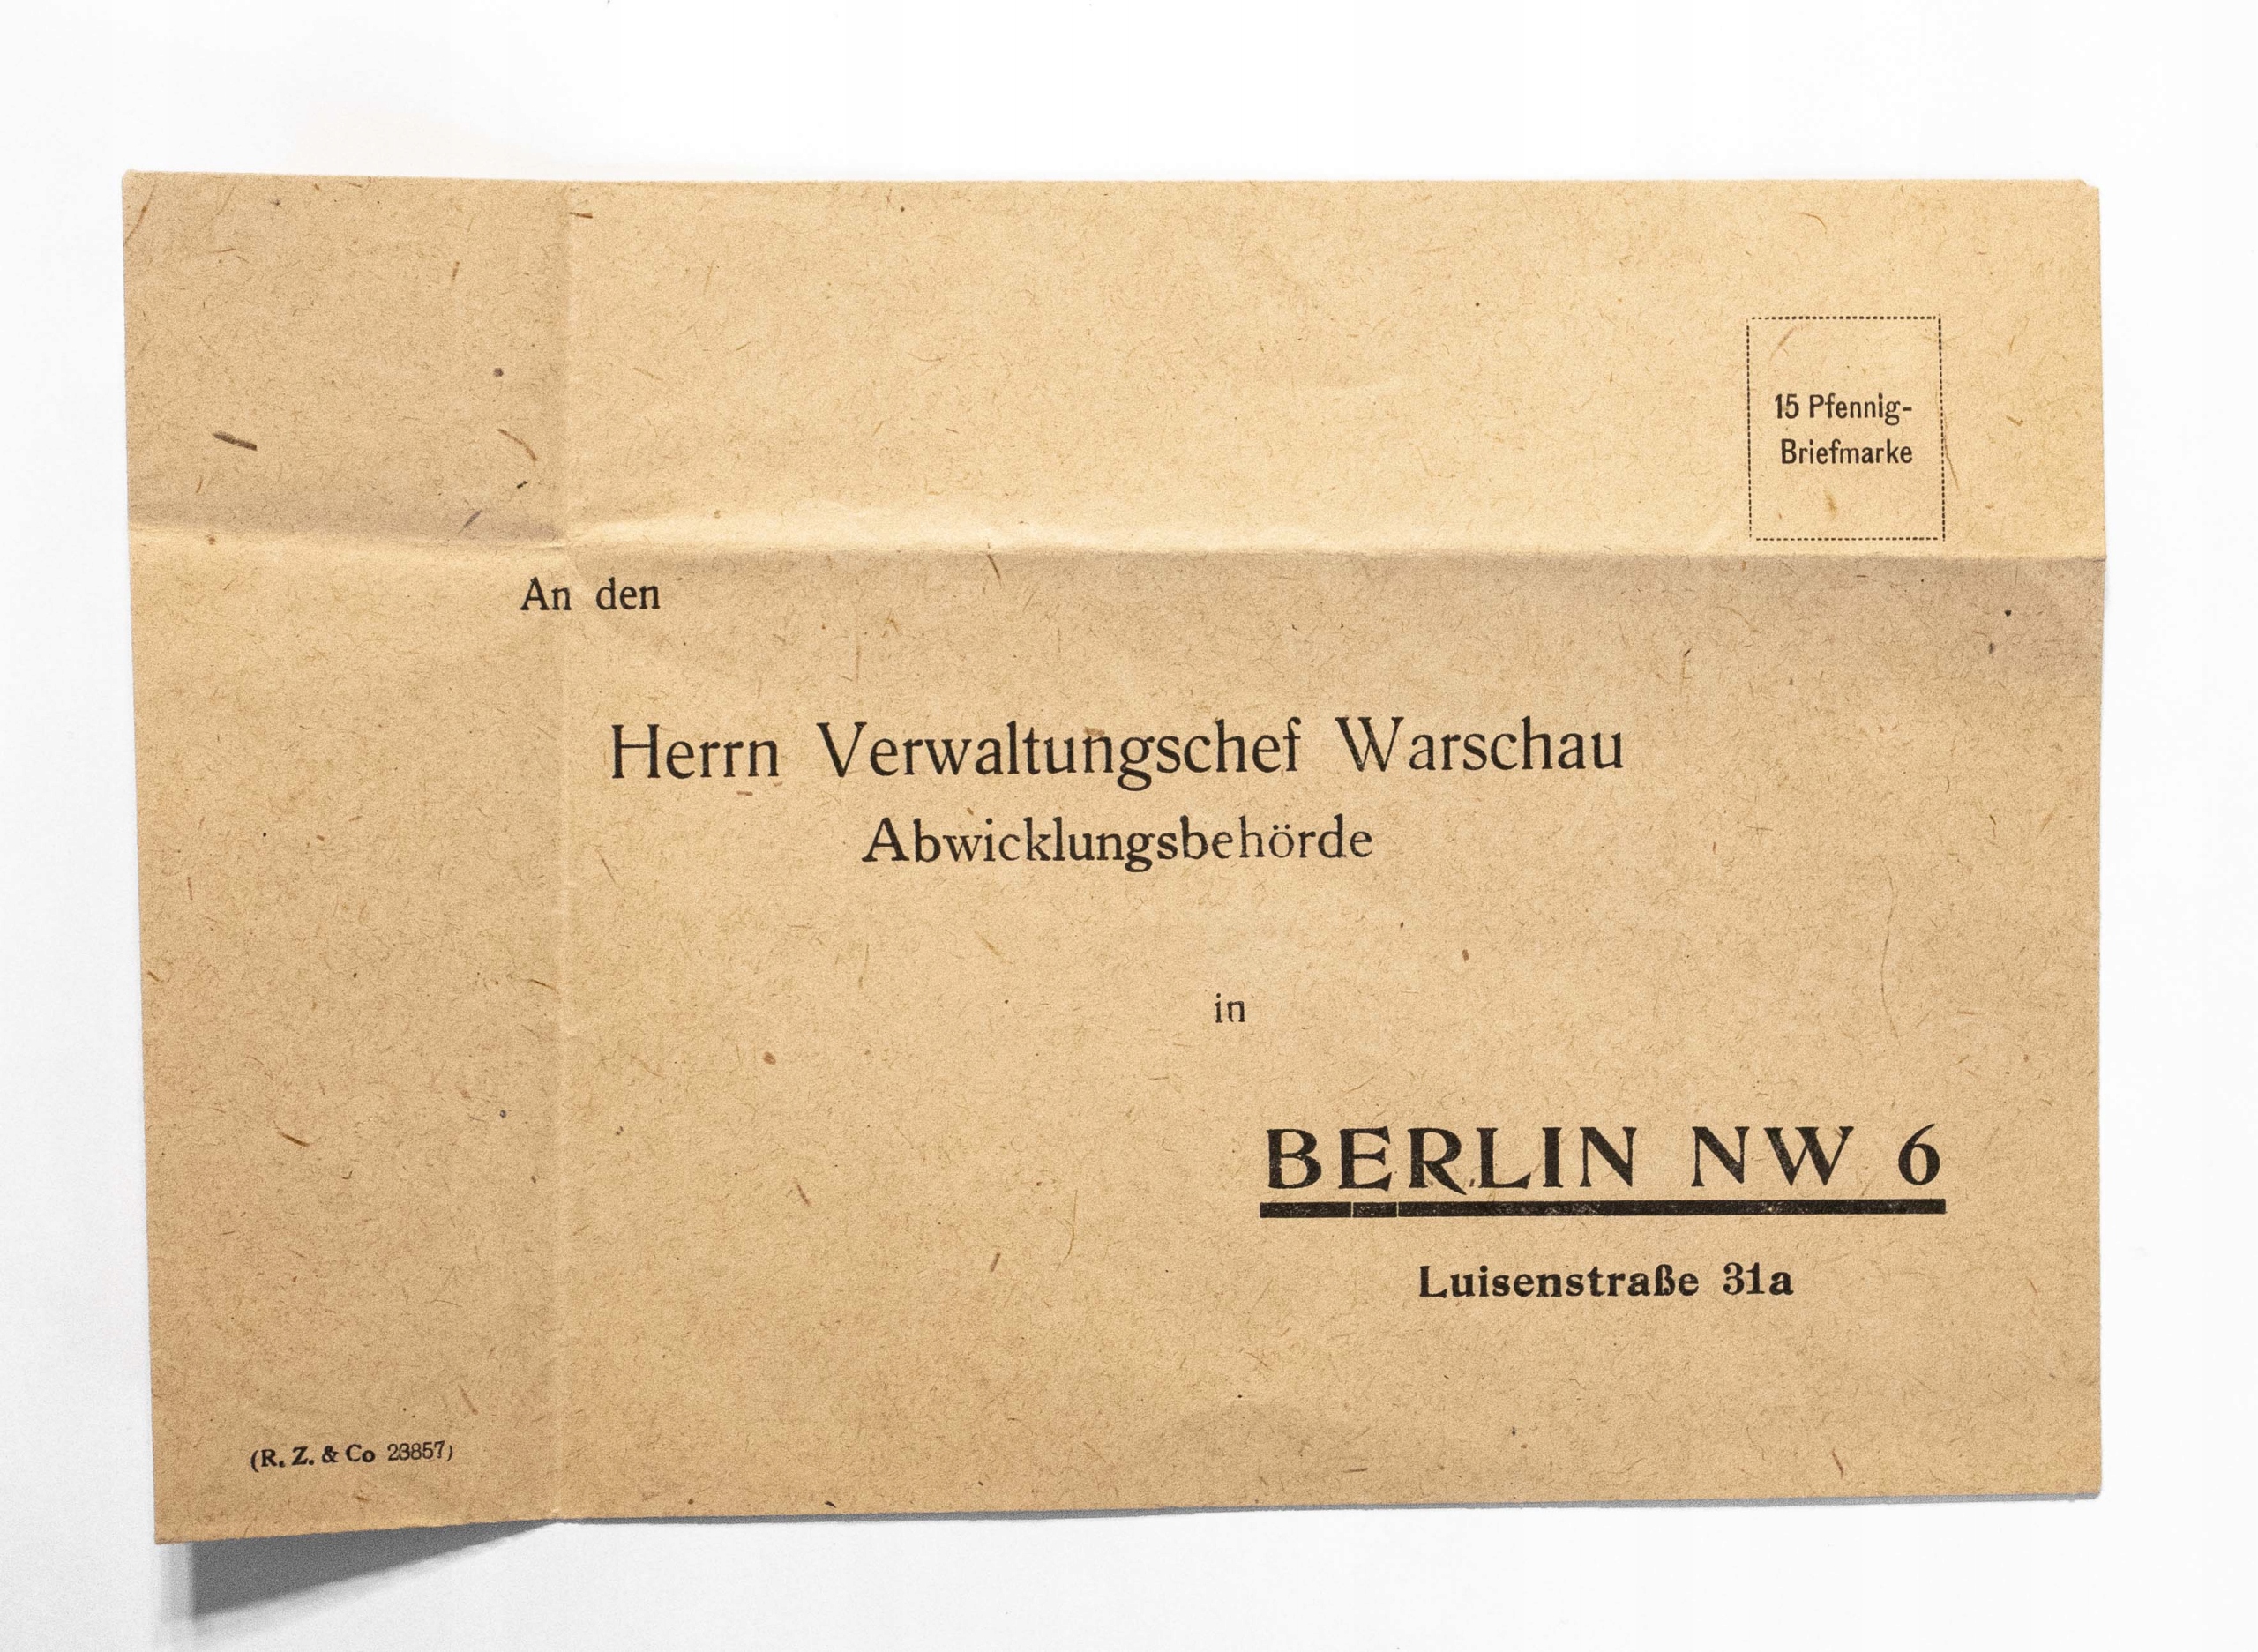 15 Pfennig-
Briefmarke
An den
Herrn Verwaltungschef Warschau
Abwicklungsbehörde
in
BERLIN NW 6
Luisenstraße 31a
(R. Z. & Co 23857)